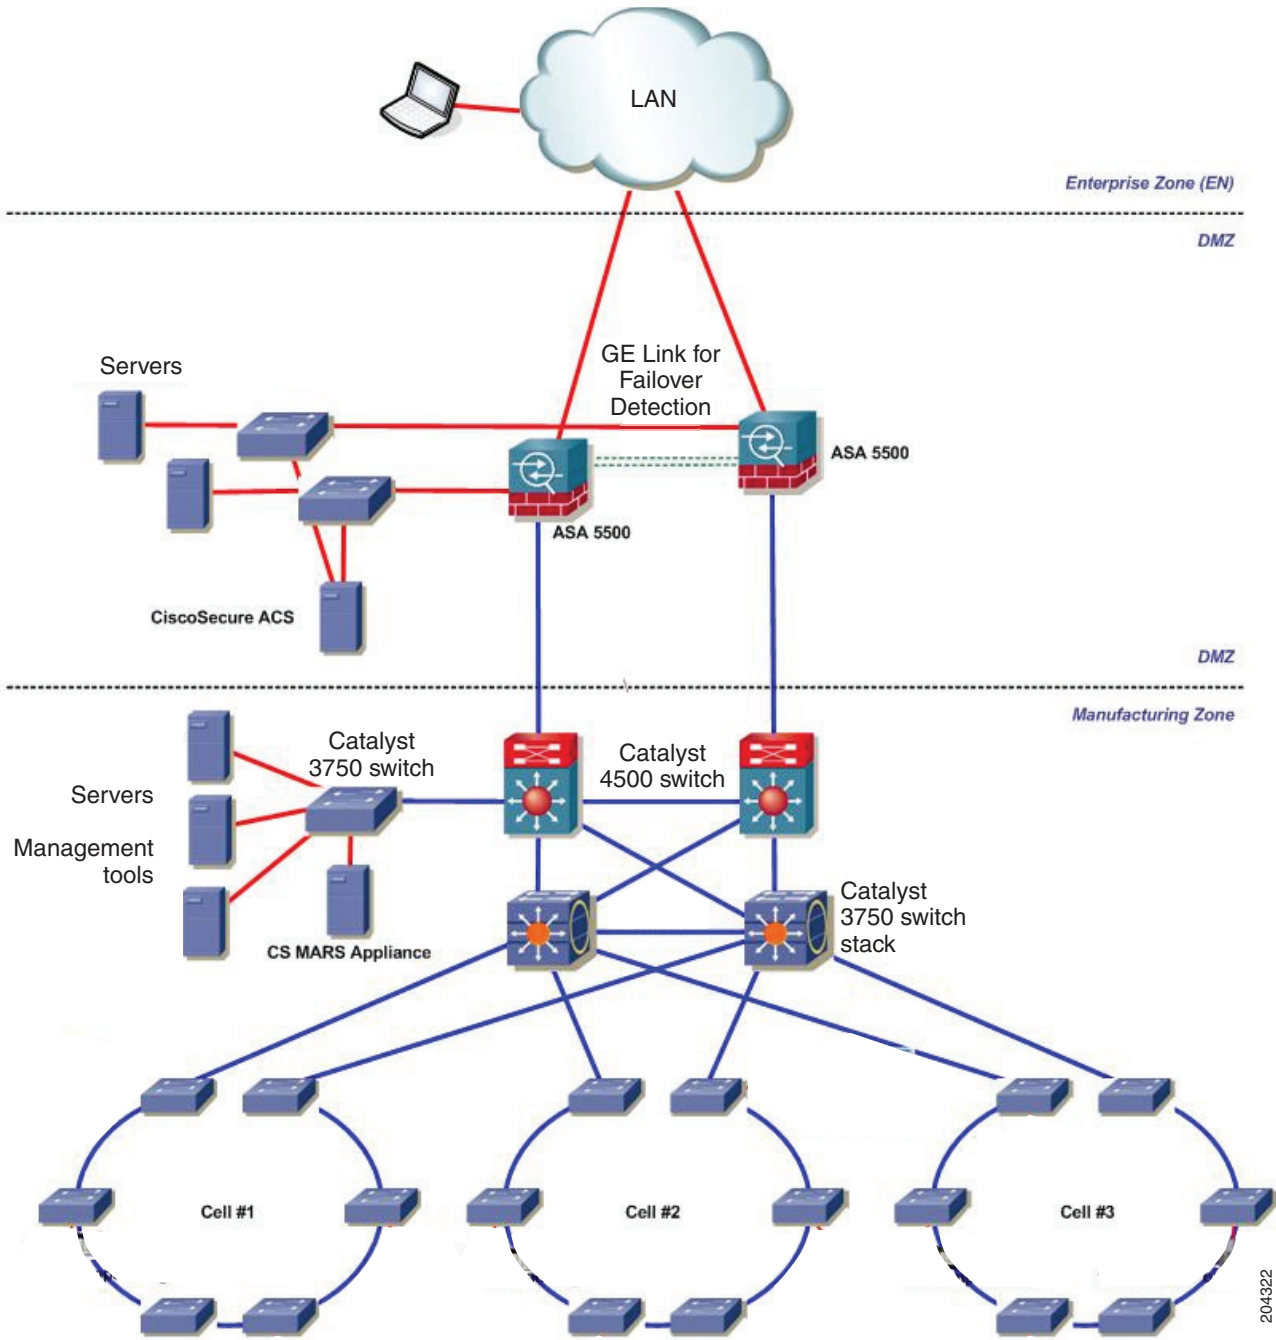 LAN
Enterprise Zone (EN)
DMZ
Servers
GE Link for
Failover
Detection
ASA 5500
ASA 5500
CiscoSecure ACS
DMZ
Manufacturing Zone
Catalyst
3750 switch
Catalyst
4500 switch
Servers
Management
tools
Catalyst
3750 switch
stack
CS MARS Appliance
Cell #1
Cell #2
Cell #3
204322